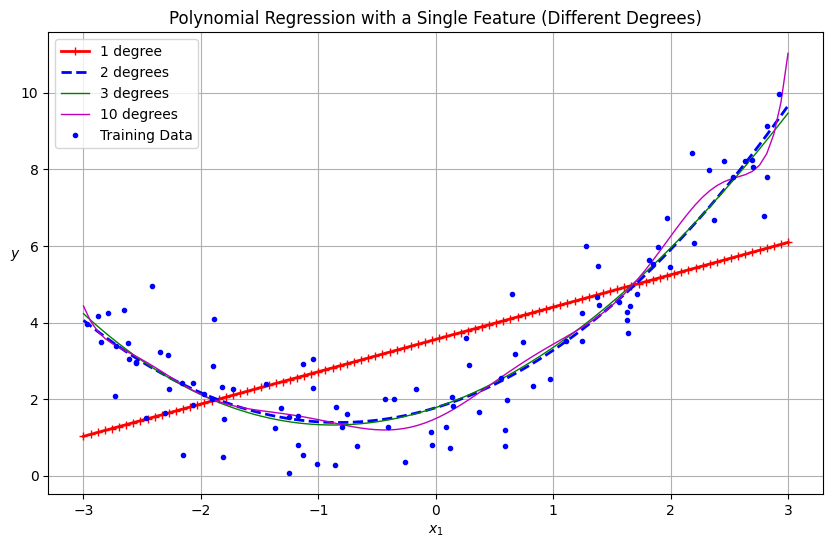 Polynomial Regression with a Single Feature (Different Degrees)
1 degree
2 degrees
3 degrees
10 degrees
Training Data
10
8
6
y
4
2
0
−3 −2 −1 0 1 2 3
x₁